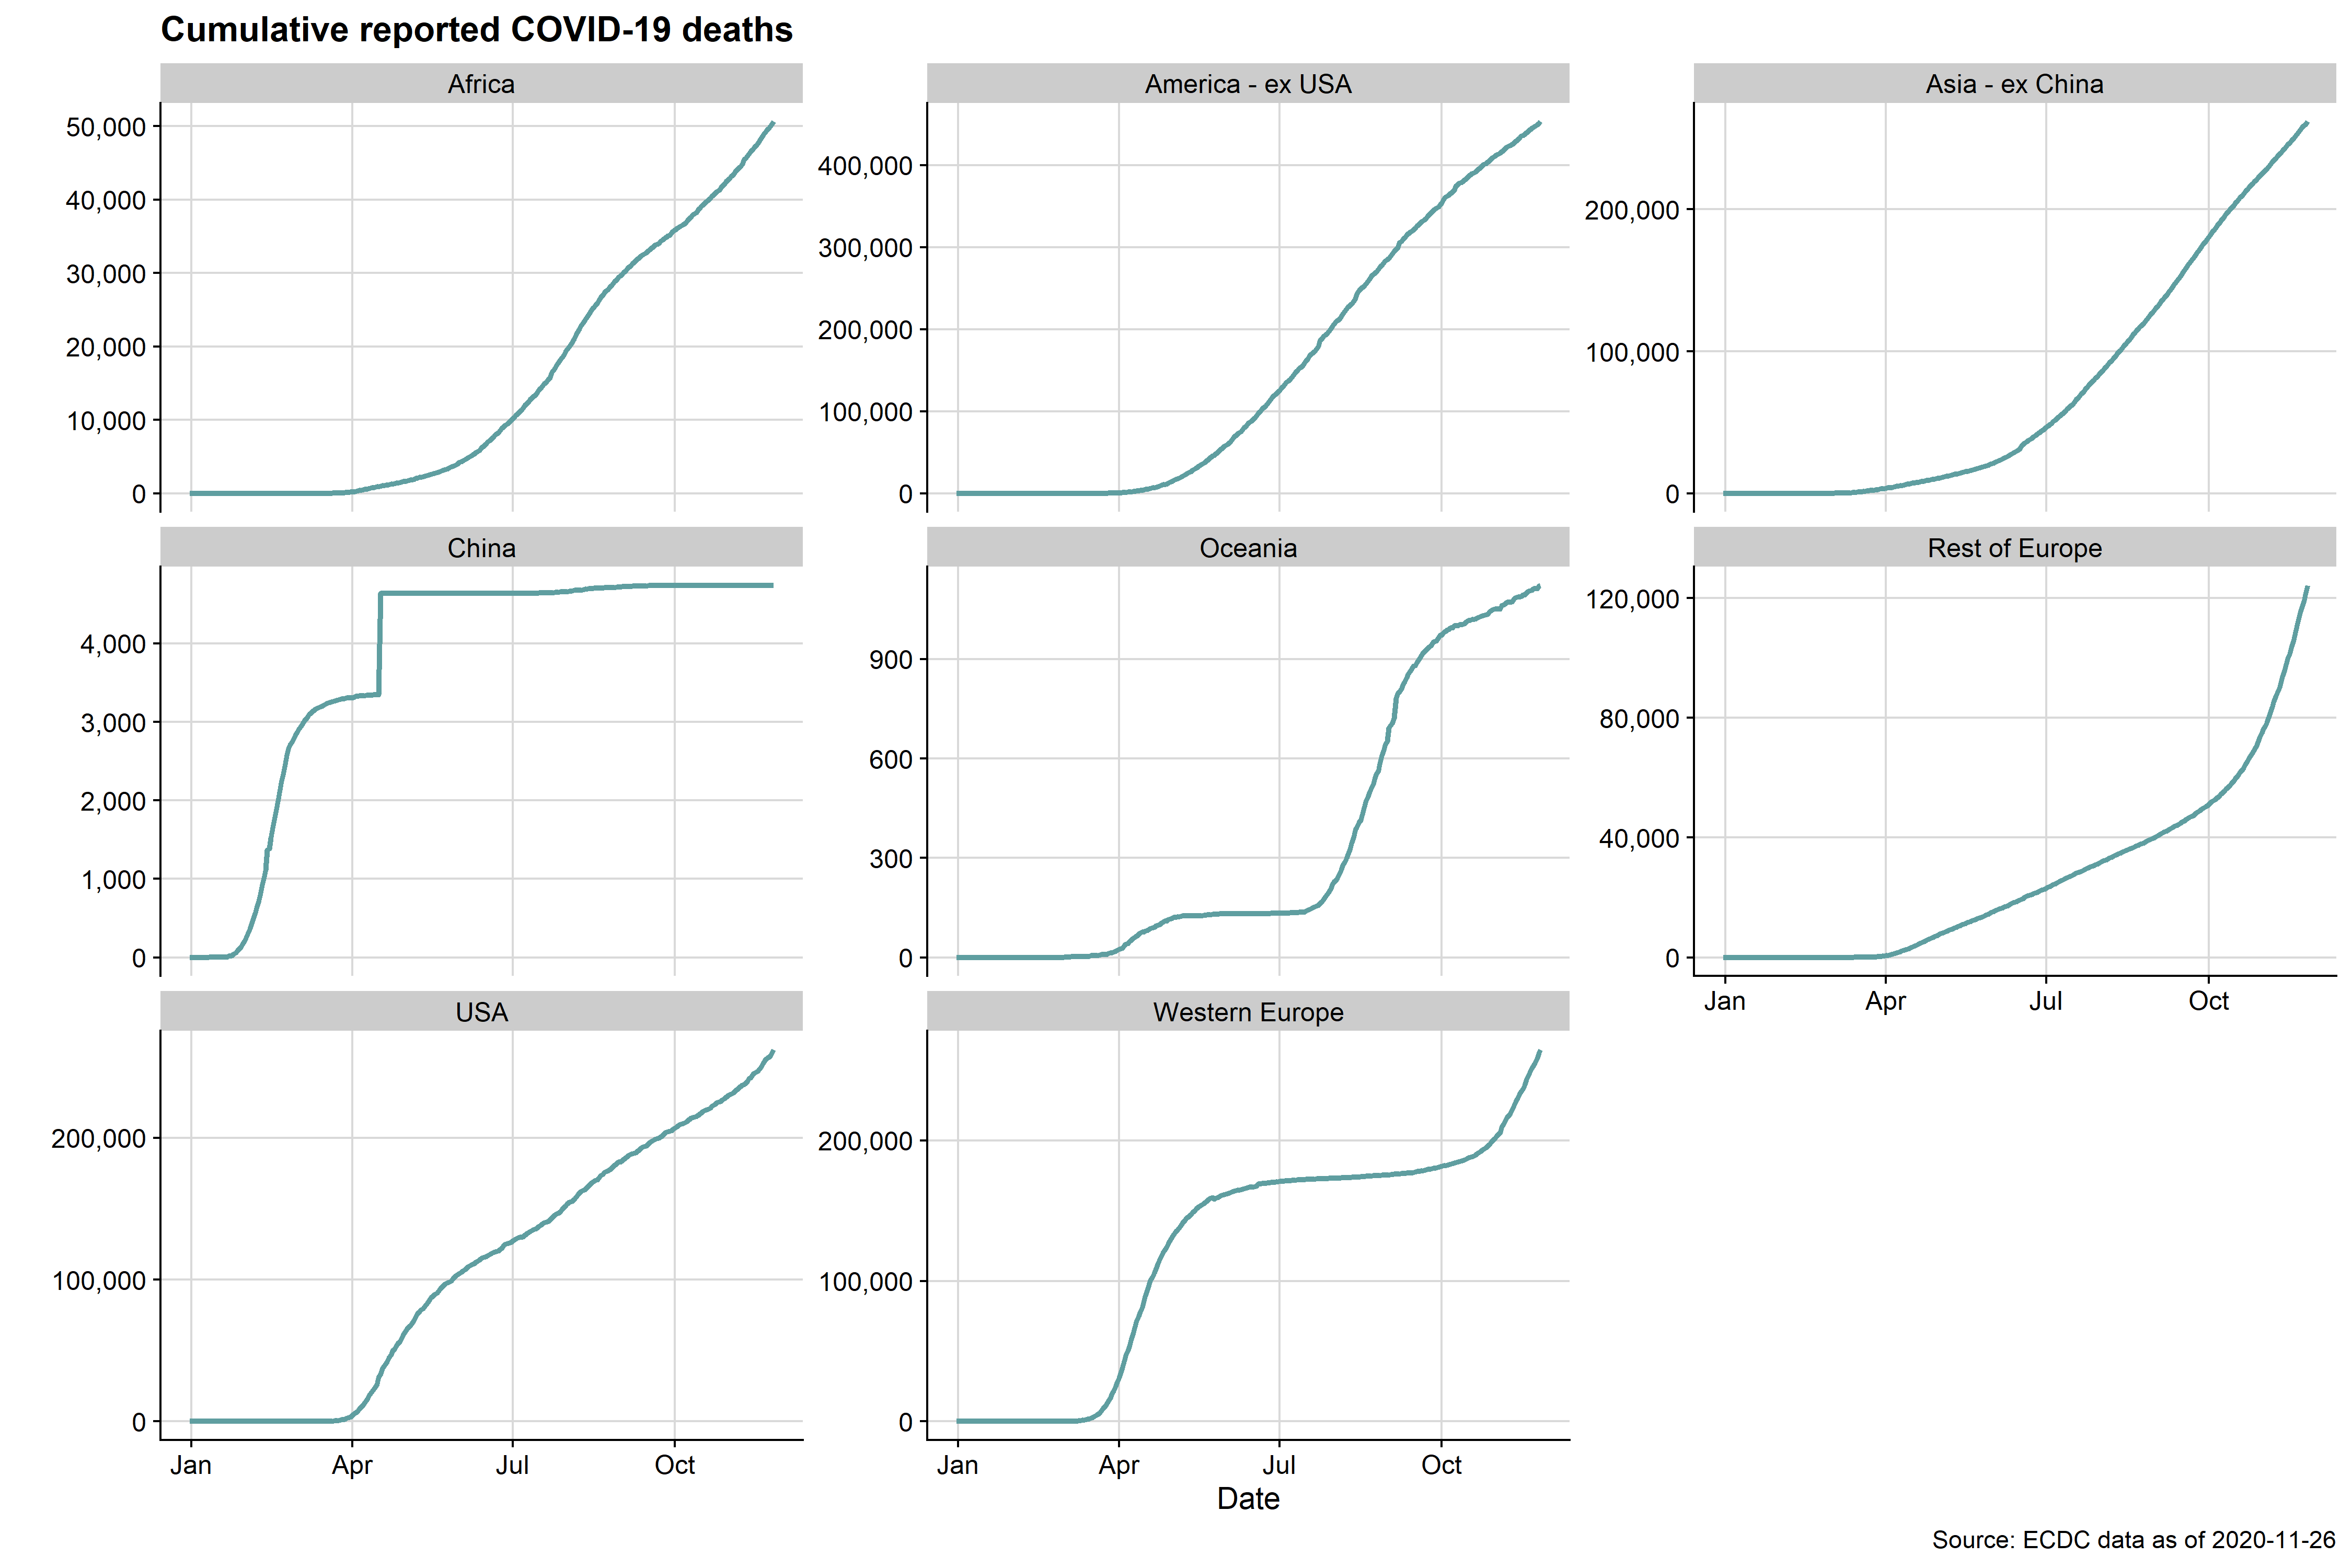 Cumulative reported COVID-19 deaths
Africa
America - ex USA
Asia - ex China
50,000
40,000
30,000
20,000
10,000
0
400,000
300,000
200,000
100,000
0
200,000
100,000
0
China
Oceania
Rest of Europe
4,000
3,000
2,000
1,000
0
900
600
300
0
120,000
80,000
40,000
0
Jan Apr Jul Oct
USA
Western Europe
200,000
100,000
0
200,000
100,000
0
Jan Apr Jul Oct
Jan Apr Jul Oct
Date
Source: ECDC data as of 2020-11-26